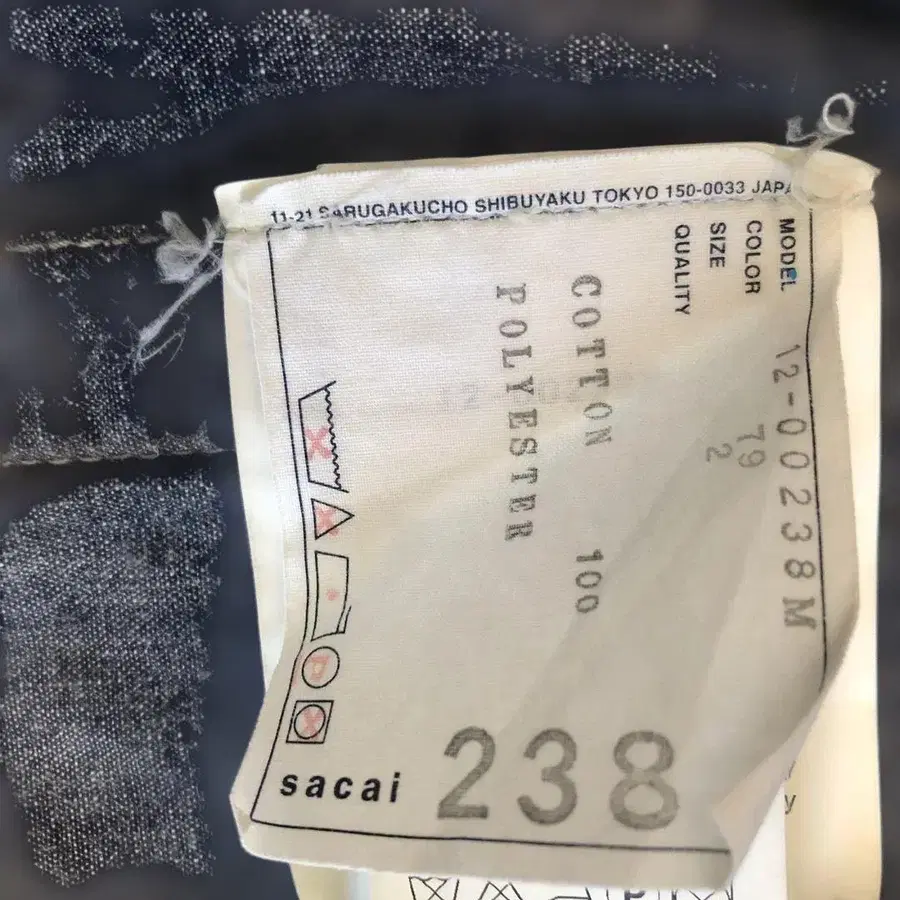 11-21 SARUGAKUCHO SHIBUYAKU TOKYO 150-0033 JAPA
MODEL 12-00238M
COLOR 79
SIZE 2
QUALITY
COTTON 100
POLYESTER
sacai 238